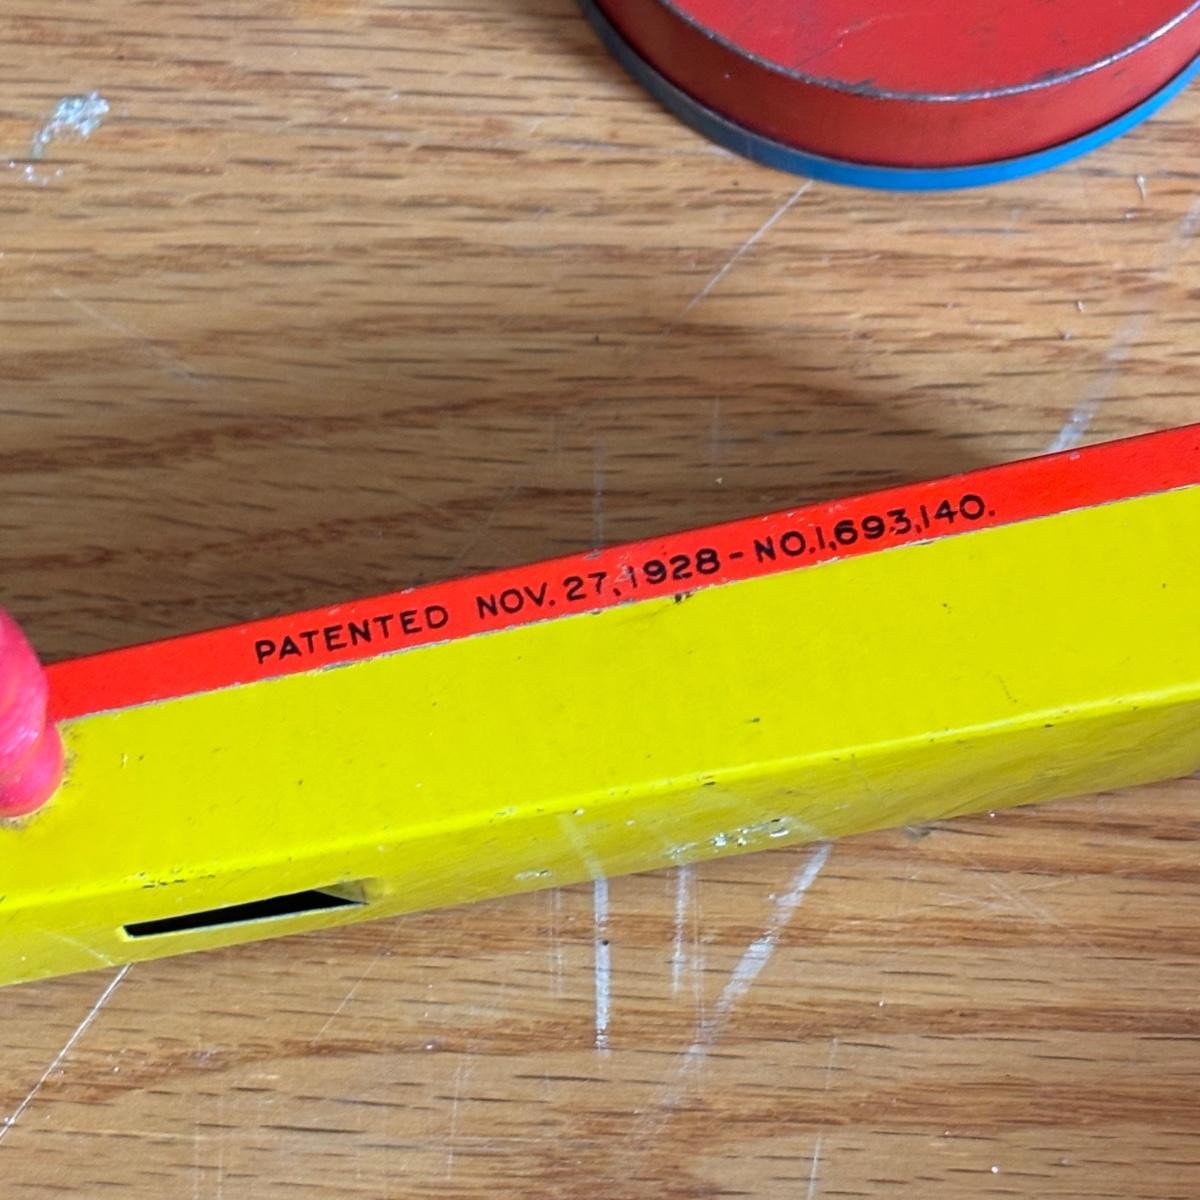 PATENTED NOV. 27, 1928 - NO. 1,693,140.